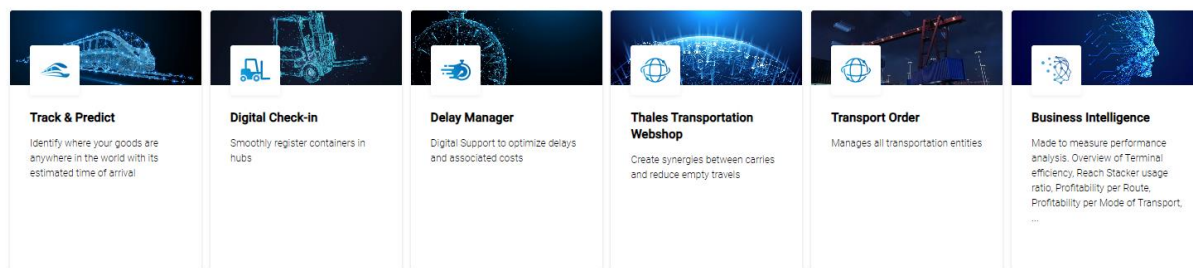 Track & Predict
Identify where your goods are
anywhere in the world with its
estimated time of arrival
Digital Check-in
Smoothly register containers in
hubs
Delay Manager
Digital Support to optimize delays
and associated costs
Thales Transportation
Webshop
Create synergies between carries
and reduce empty travels
Transport Order
Manages all transportation entities
Business Intelligence
Made to measure performance
analysis. Overview of Terminal
efficiency, Reach Stacker usage
ratio, Profitability per Route,
Profitability per Mode of Transport,
...